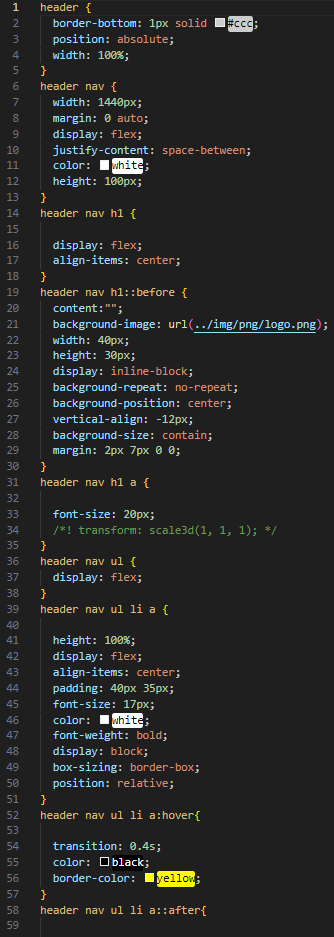 1 header {
2 border-bottom: 1px solid #ccc;
3 position: absolute;
4 width: 100%;
5 }
6 header nav {
7 width: 1440px;
8 margin: 0 auto;
9 display: flex;
10 justify-content: space-between;
11 color: white;
12 height: 100px;
13 }
14 header nav h1 {
15
16 display: flex;
17 align-items: center;
18 }
19 header nav h1::before {
20 content:"";
21 background-image: url(../img/png/logo.png);
22 width: 40px;
23 height: 30px;
24 display: inline-block;
25 background-repeat: no-repeat;
26 background-position: center;
27 vertical-align: -12px;
28 background-size: contain;
29 margin: 2px 7px 0 0;
30 }
31 header nav h1 a {
32
33 font-size: 20px;
34 /*! transform: scale3d(1, 1, 1); */
35 }
36 header nav ul {
37 display: flex;
38 }
39 header nav ul li a {
40
41 height: 100%;
42 display: flex;
43 align-items: center;
44 padding: 40px 35px;
45 font-size: 17px;
46 color: white;
47 font-weight: bold;
48 display: block;
49 box-sizing: border-box;
50 position: relative;
51 }
52 header nav ul li a:hover{
53
54 transition: 0.4s;
55 color: black;
56 border-color: yellow;
57 }
58 header nav ul li a::after{
59